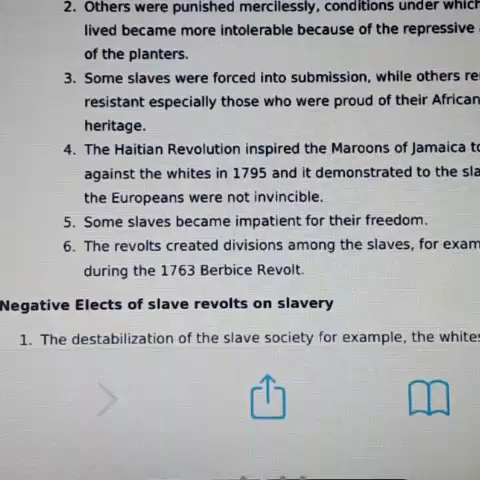 2. Others were punished mercilessly, conditions under which
lived became more intolerable because of the repressive
of the planters.
3. Some slaves were forced into submission, while others
resistant especially those who were proud of their African
heritage.
4. The Haitian Revolution inspired the Maroons of Jamaica
against the whites in 1795 and it demonstrated to the
the Europeans were not invincible.
5. Some slaves became impatient for their freedom.
6. The revolts created divisions among the slaves, for
during the 1763 Berbice Revolt.
Negative Elects of slave revolts on slavery
1. The destabilization of the slave society for example, the whites